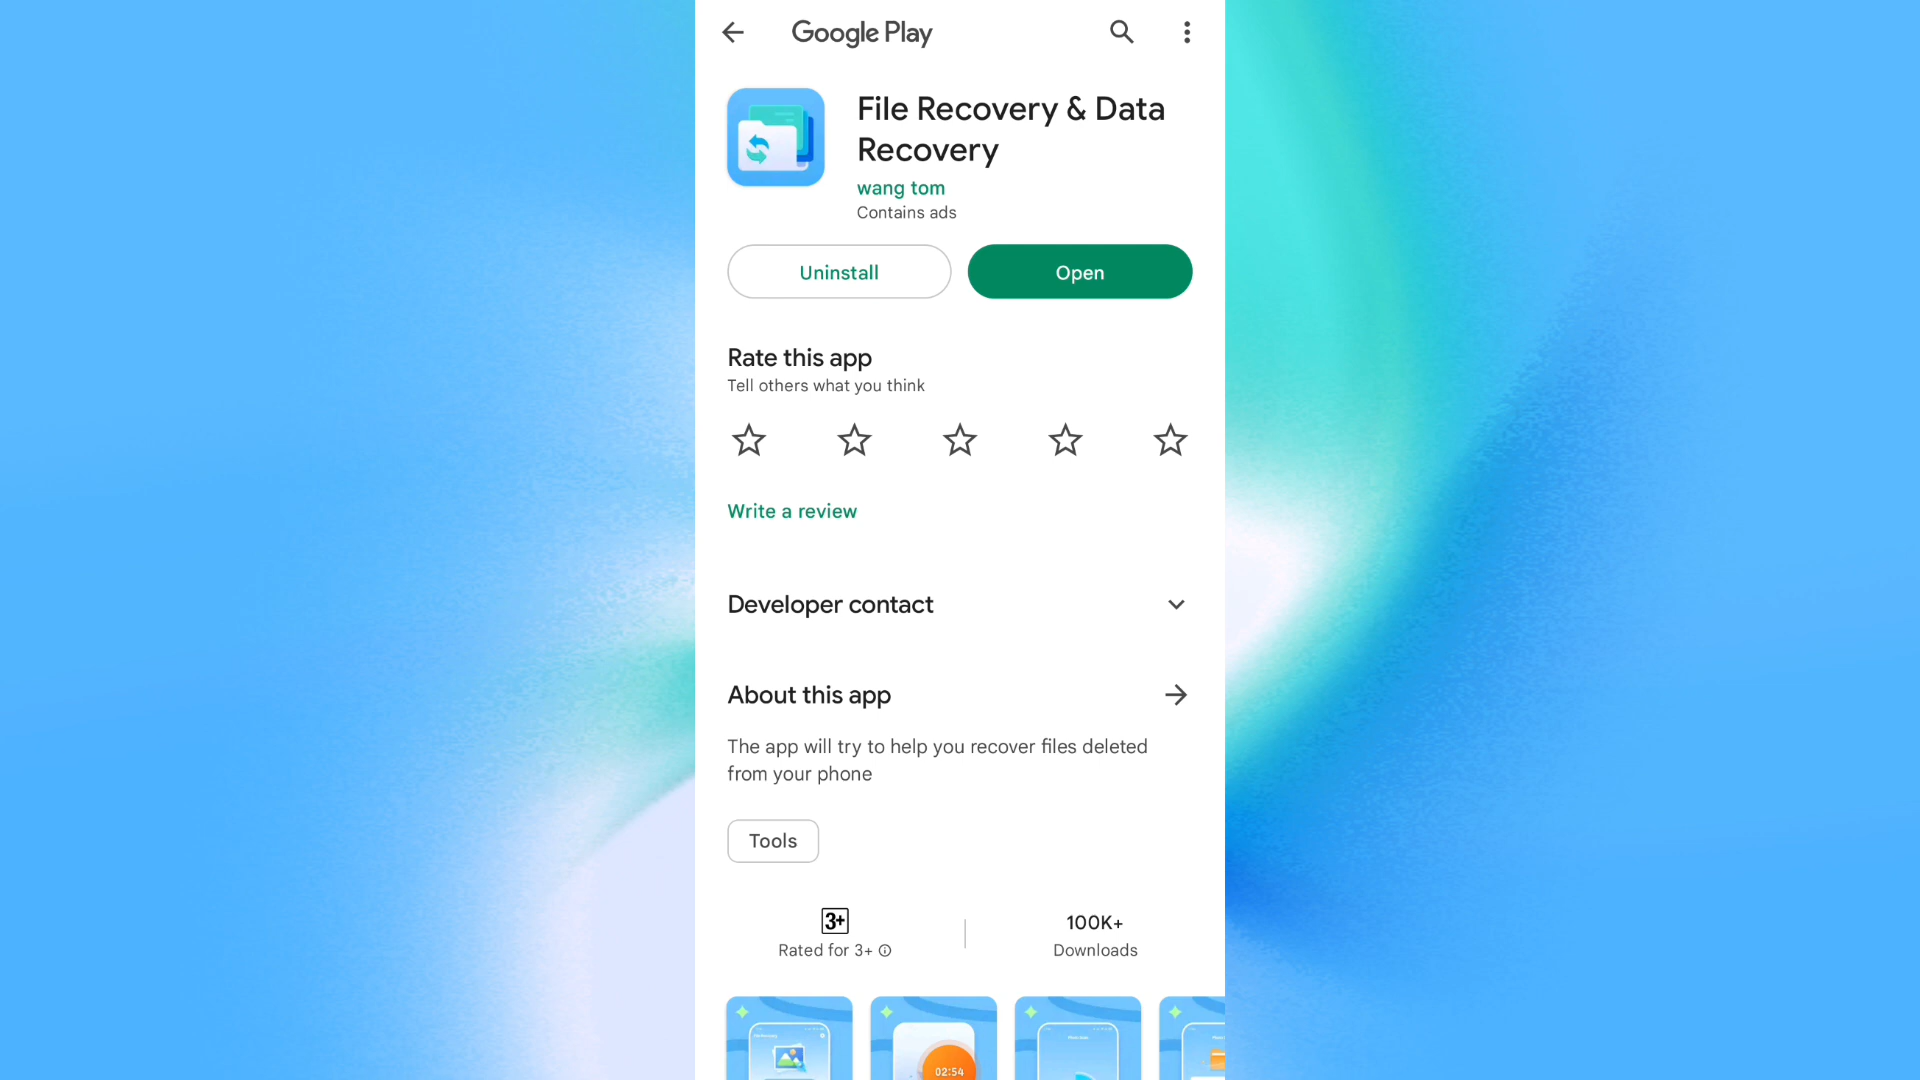 Google Play
File Recovery & Data
Recovery
wang tom
Contains ads
Uninstall
Open
Rate this app
Tell others what you think
Write a review
Developer contact
About this app
The app will try to help you recover files deleted
from your phone
Tools
3+
Rated for 3+
100K+
Downloads
02:54